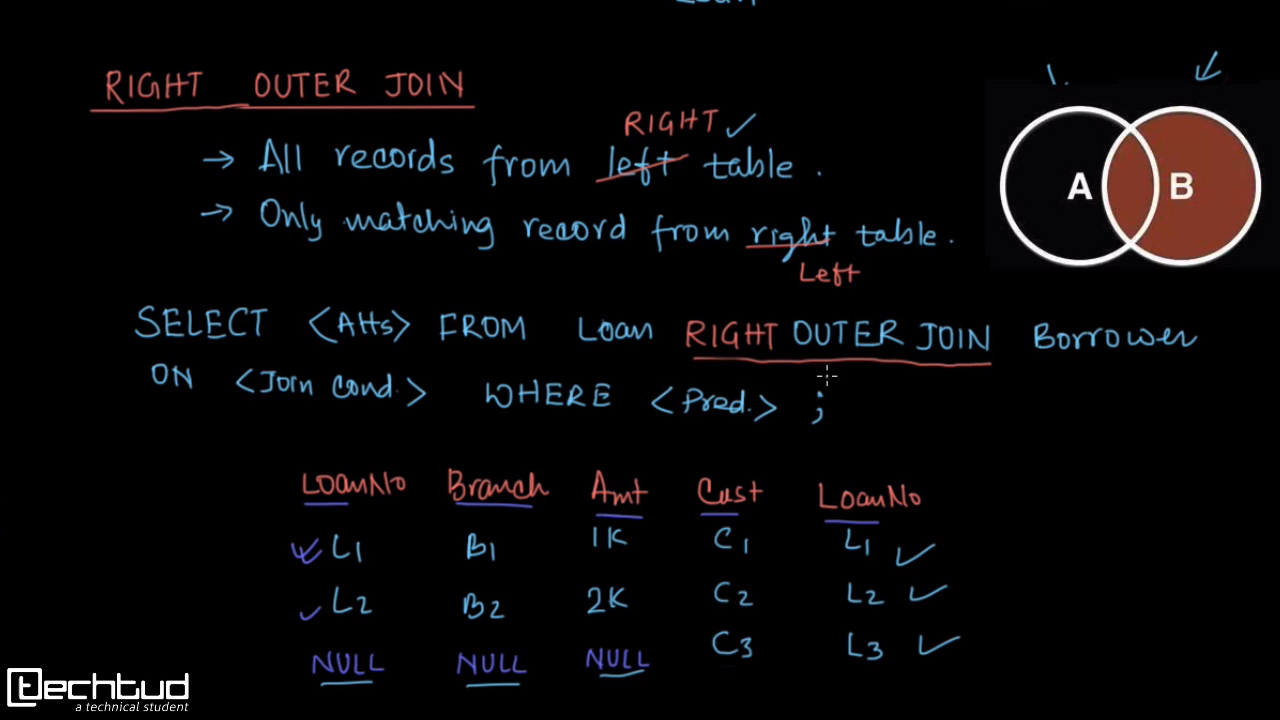 RIGHT OUTER JOIN
RIGHT
→ All records from left table.
→ Only matching record from right table.
Left
A B
SELECT <Atts> FROM Loan RIGHT OUTER JOIN Borrower
ON <Join cond.> WHERE <Pred.> ;
LoanNo Branch Amt Cust LoanNo
L1 B1 1K C1 L1
L2 B2 2K C2 L2
NULL NULL NULL C3 L3
techtud
a technical student